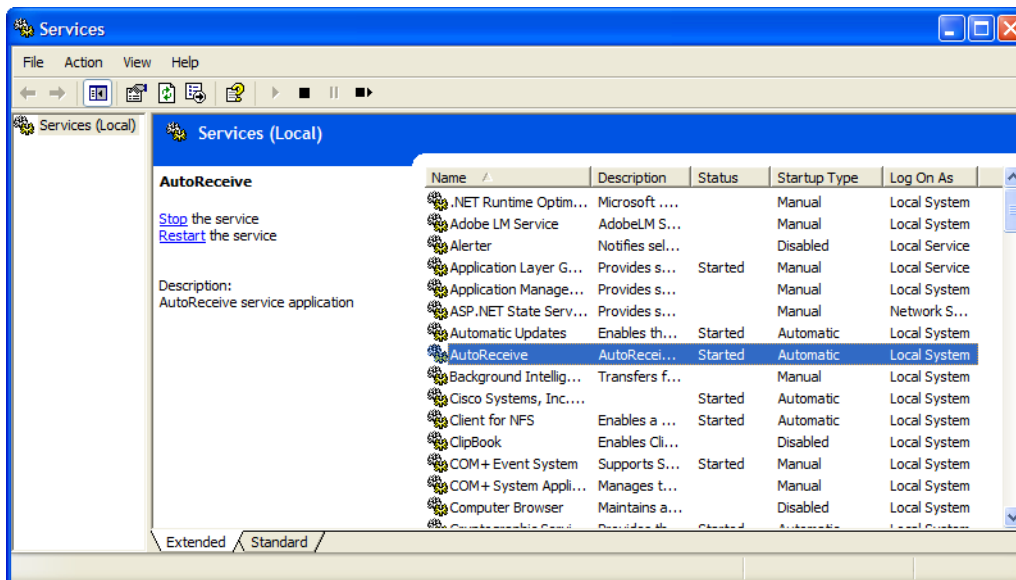 Services
File Action View Help
Services (Local)
Services (Local)
AutoReceive
Stop the service
Restart the service
Description:
AutoReceive service application
Name Description Status Startup Type Log On As
.NET Runtime Optim... Microsoft .... Manual Local System
Adobe LM Service AdobeLM S... Manual Local System
Alerter Notifies sel... Disabled Local Service
Application Layer G... Provides s... Started Manual Local Service
Application Manage... Provides s... Manual Local System
ASP.NET State Serv... Provides s... Manual Network S...
Automatic Updates Enables th... Started Automatic Local System
AutoReceive AutoRecei... Started Automatic Local System
Background Intellig... Transfers f... Manual Local System
Cisco Systems, Inc.... Started Automatic Local System
Client for NFS Enables a ... Started Automatic Local System
ClipBook Enables Cli... Disabled Local System
COM+ Event System Supports S... Started Manual Local System
COM+ System Appli... Manages t... Manual Local System
Computer Browser Maintains a... Disabled Local System
Extended Standard